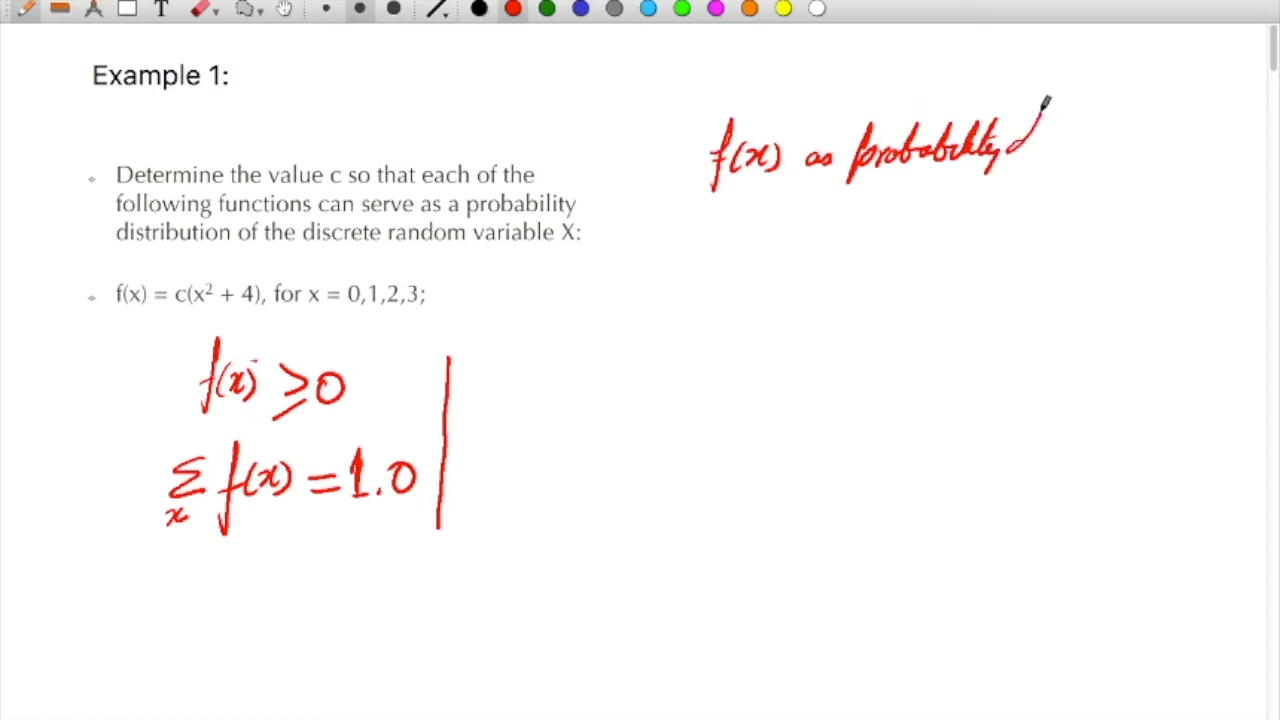 Example 1:
f(x) as probability d
Determine the value c so that each of the
following functions can serve as a probability
distribution of the discrete random variable X:
f(x) = c(x² + 4), for x = 0,1,2,3;
f(x) ≥ 0
Σ f(x) = 1.0
x